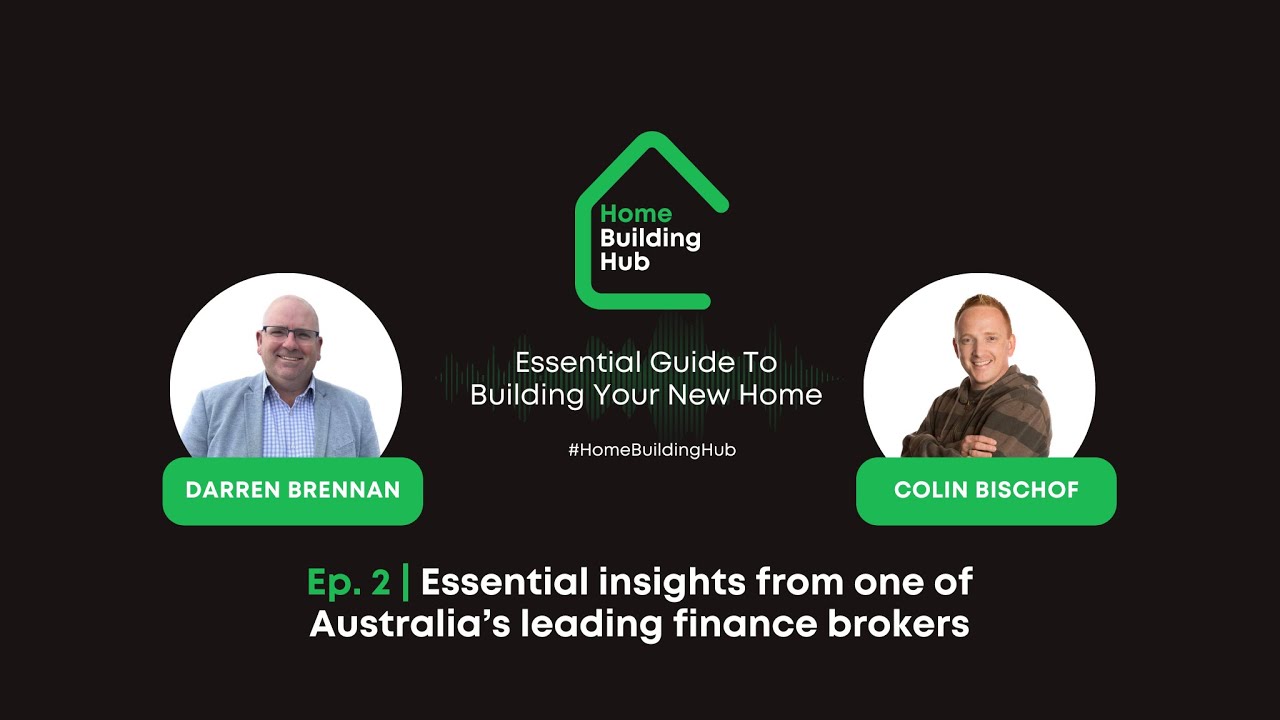 Home
Building
Hub
Essential Guide To
Building Your New Home
#HomeBuildingHub
DARREN BRENNAN
COLIN BISCHOF
Ep. 2 | Essential insights from one of
Australia’s leading finance brokers